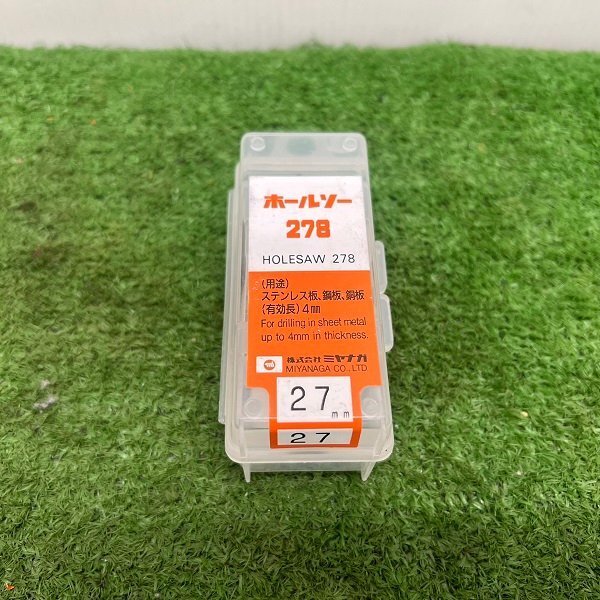 ホールソー
278
HOLESAW 278
(用途)
ステンレス板、鋼板、銅板
(有効長) 4mm
For drilling in sheet metal
up to 4mm in thickness.
株式会社 ミヤナガ
MIYANAGA CO., LTD
27mm
27